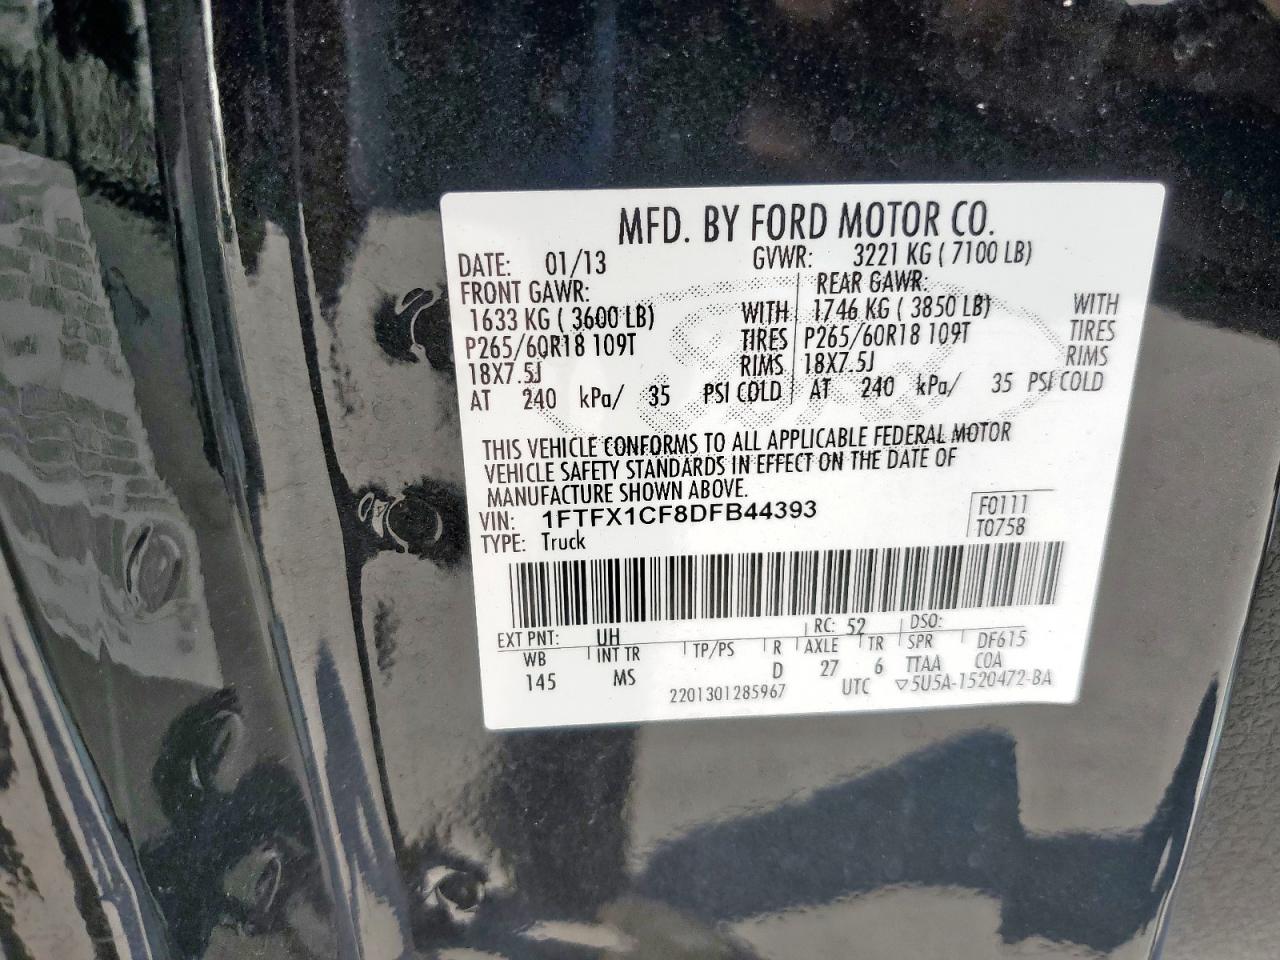 MFD. BY FORD MOTOR CO.
DATE: 01/13 GVWR: 3221 KG ( 7100 LB)
FRONT GAWR: REAR GAWR:
1633 KG ( 3600 LB) WITH 1746 KG ( 3850 LB) WITH
P265/60R18 109T TIRES P265/60R18 109T TIRES
18X7.5J RIMS 18X7.5J RIMS
AT 240 kPa/ 35 PSI COLD AT 240 kPa/ 35 PSI COLD
THIS VEHICLE CONFORMS TO ALL APPLICABLE FEDERAL MOTOR
VEHICLE SAFETY STANDARDS IN EFFECT ON THE DATE OF
MANUFACTURE SHOWN ABOVE.
VIN: 1FTFX1CF8DFB44393 F0111
TYPE: Truck T0758
EXT PNT: UH RC: 52 DSO:
WB INT TR TP/PS R AXLE TR SPR DF615
145 MS D 27 6 TTAA COA
2201301285967 UTC ▽5U5A-1520472-BA